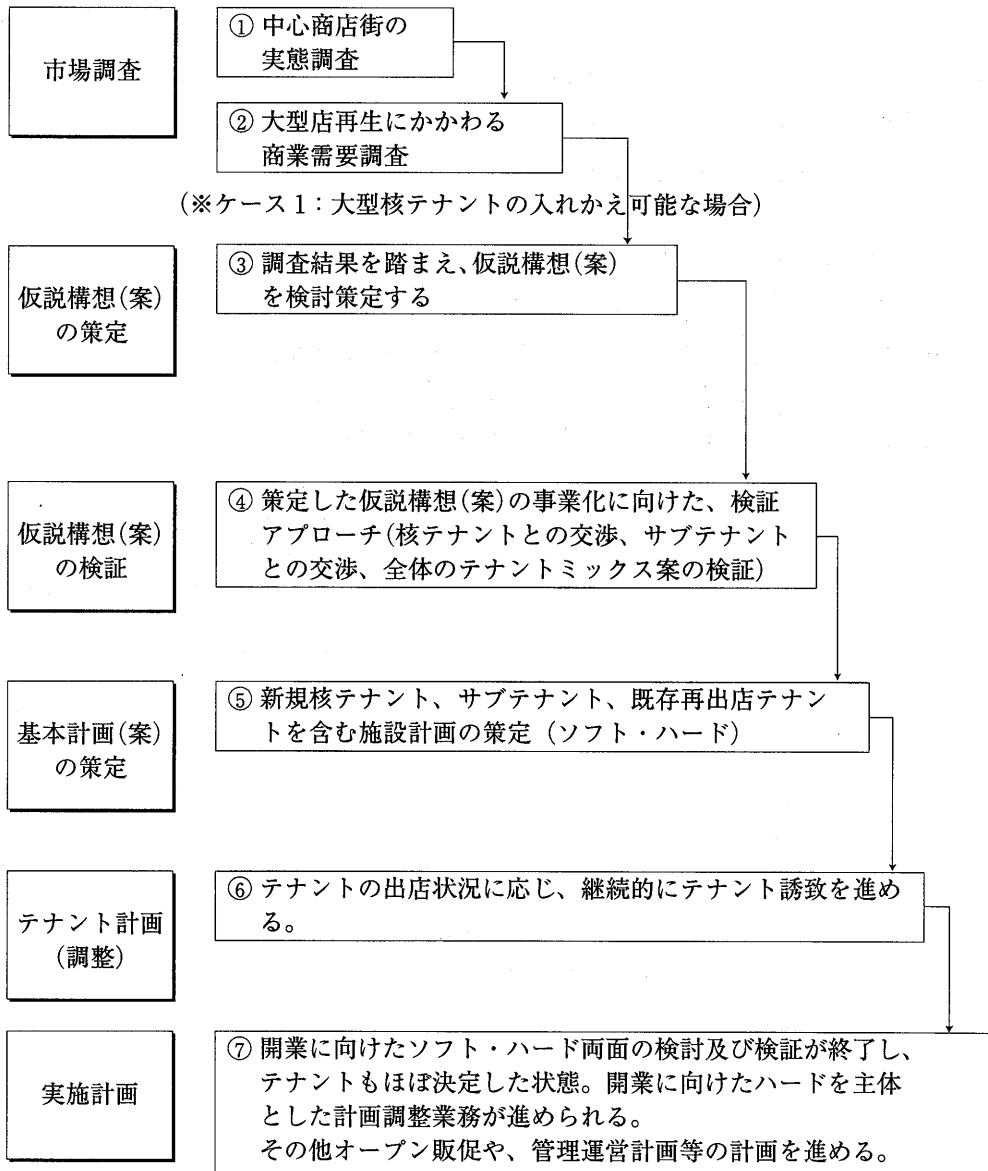 市場調査
① 中心商店街の
実態調査
② 大型店再生にかかわる
商業需要調査
(※ケース1:大型核テナントの入れかえ可能な場合)
仮説構想(案)
の策定
③ 調査結果を踏まえ、仮説構想(案)
を検討策定する
仮説構想(案)
の検証
④ 策定した仮説構想(案)の事業化に向けた、検証
アプローチ(核テナントとの交渉、サブテナント
との交渉、全体のテナントミックス案の検証)
基本計画(案)
の策定
⑤ 新規核テナント、サブテナント、既存再出店テナン
トを含む施設計画の策定(ソフト・ハード)
テナント計画
(調整)
⑥ テナントの出店状況に応じ、継続的にテナント誘致を進め
る。
実施計画
⑦ 開業に向けたソフト・ハード両面の検討及び検証が終了し、
テナントもほぼ決定した状態。開業に向けたハードを主体
とした計画調整業務が進められる。
その他オープン販促や、管理運営計画等の計画を進める。